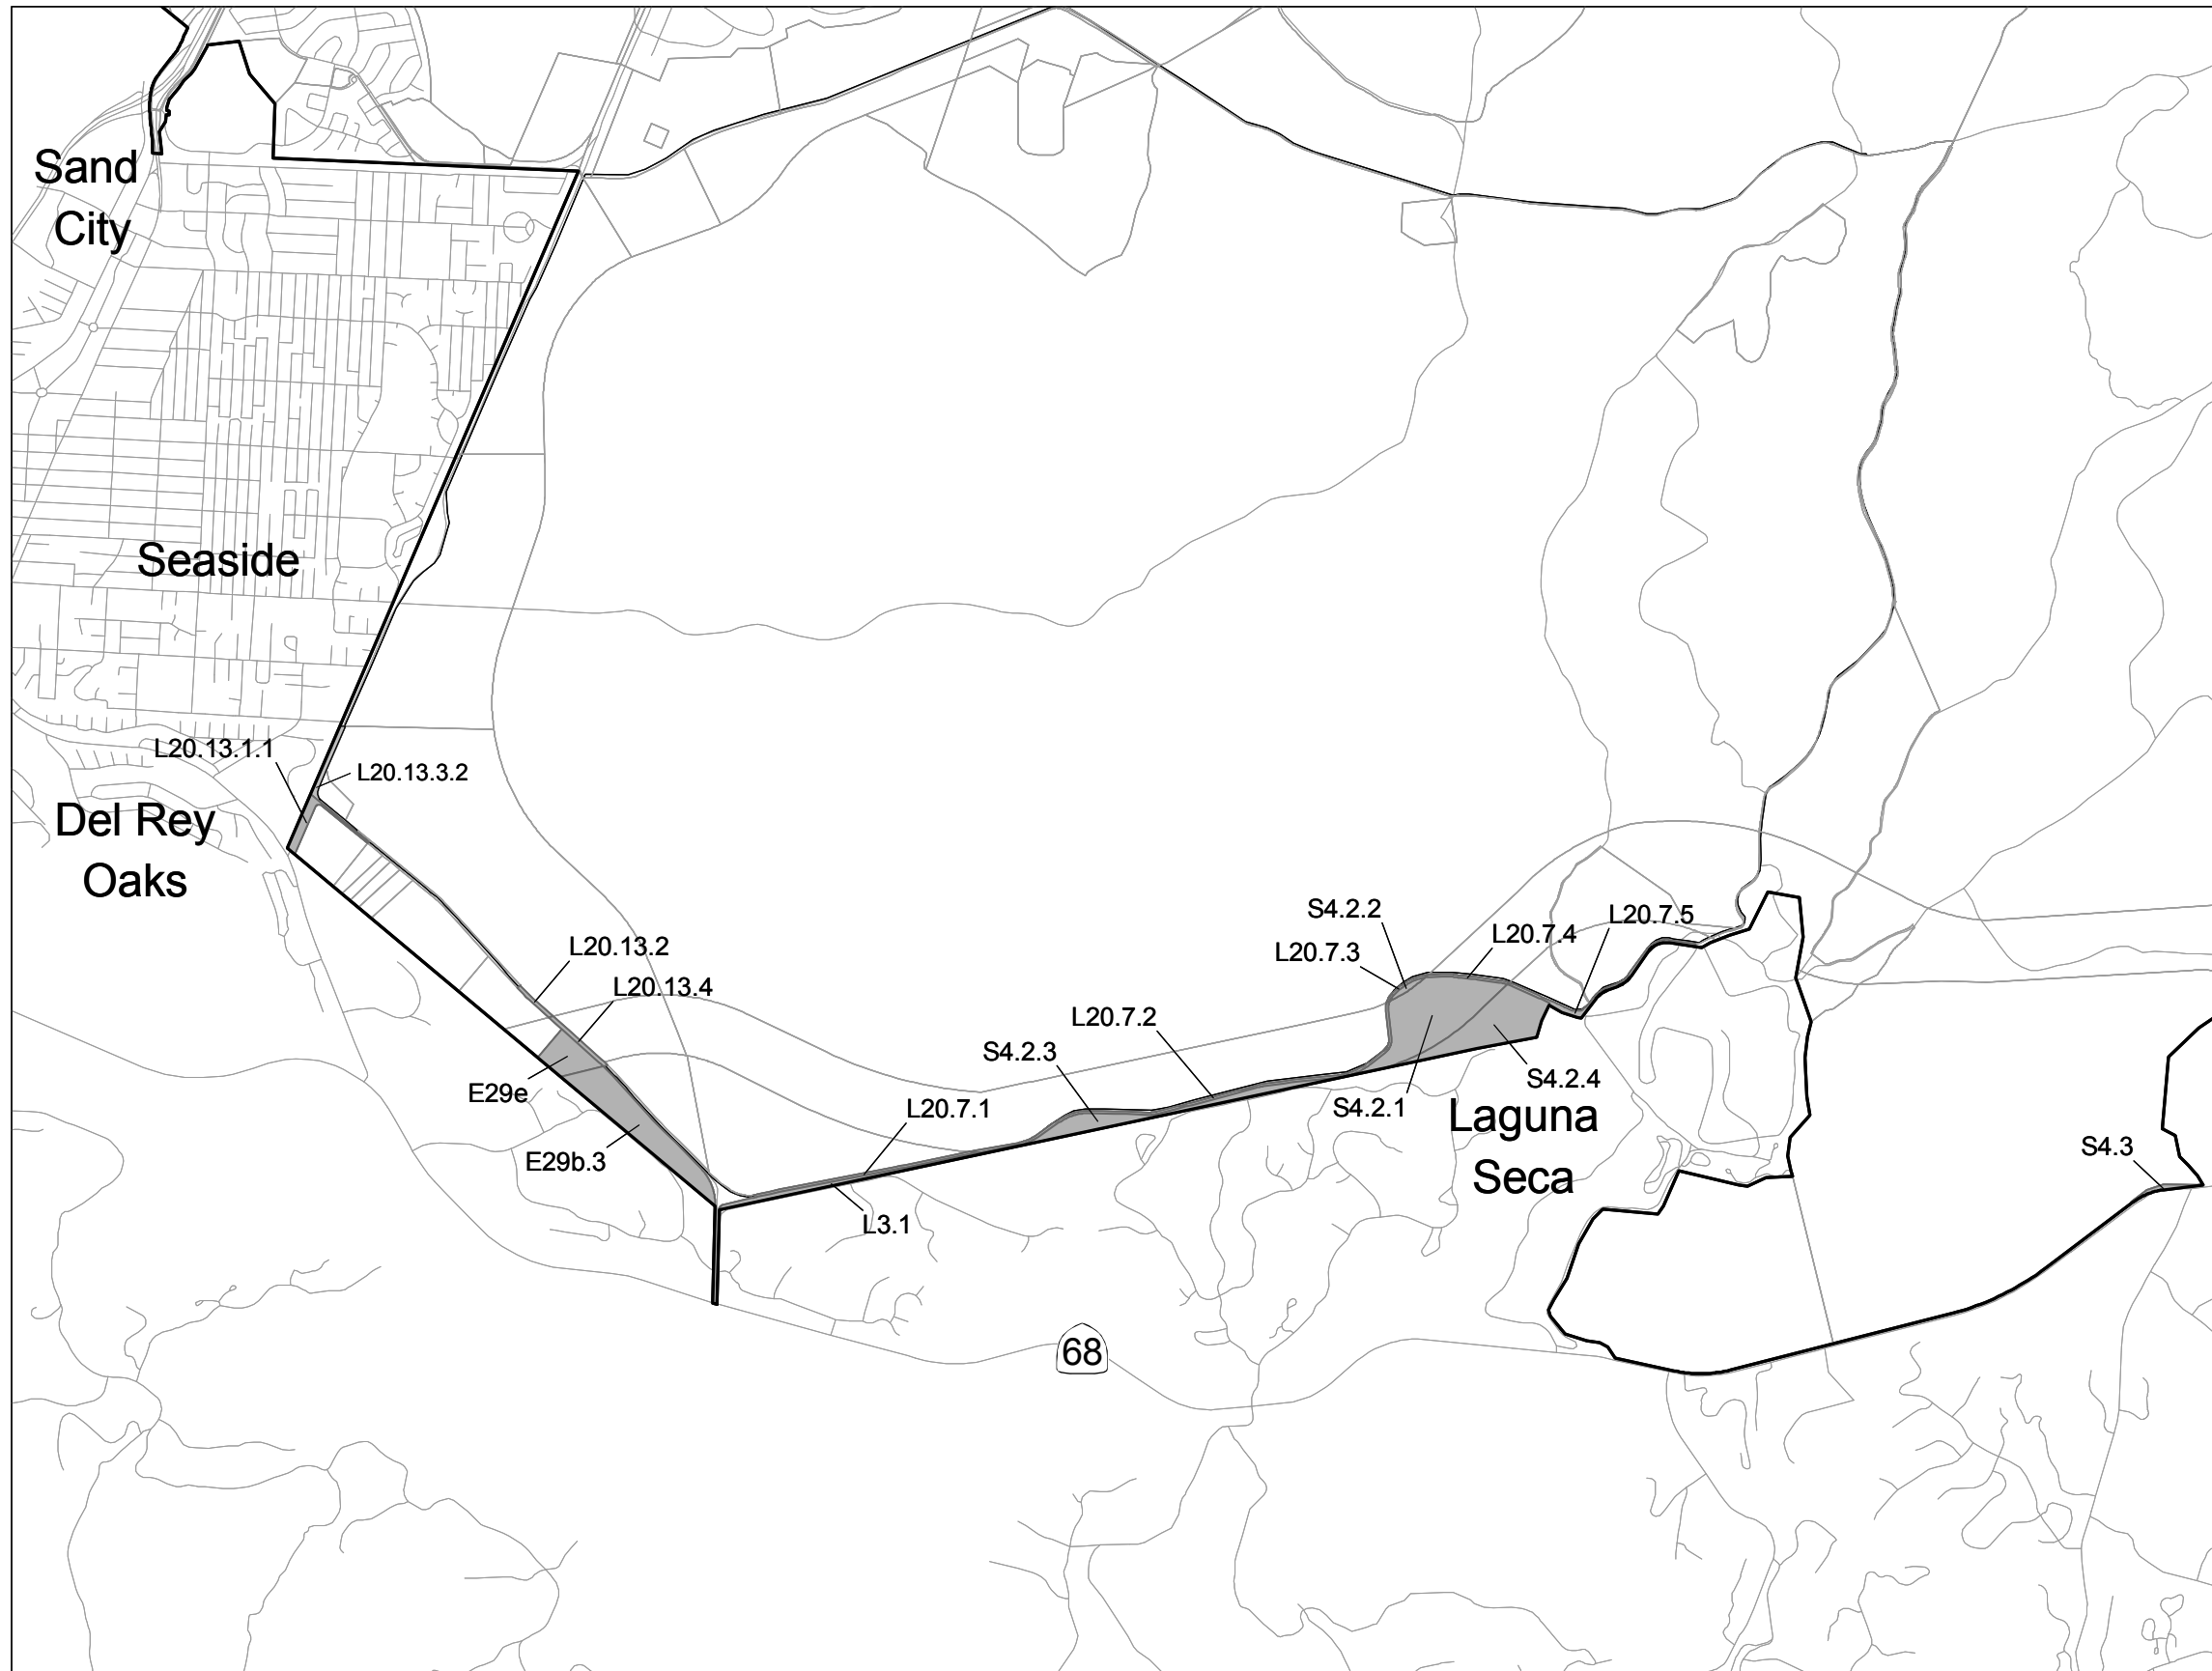 Sand
City
Seaside
L20.13.1.1
L20.13.3.2
Del Rey
Oaks
S4.2.2
L20.7.5
L20.7.4
L20.13.2
L20.7.3
L20.13.4
L20.7.2
S4.2.3
S4.2.4
E29e
L20.7.1
S4.2.1
Laguna
Seca
S4.3
E29b.3
L3.1
68